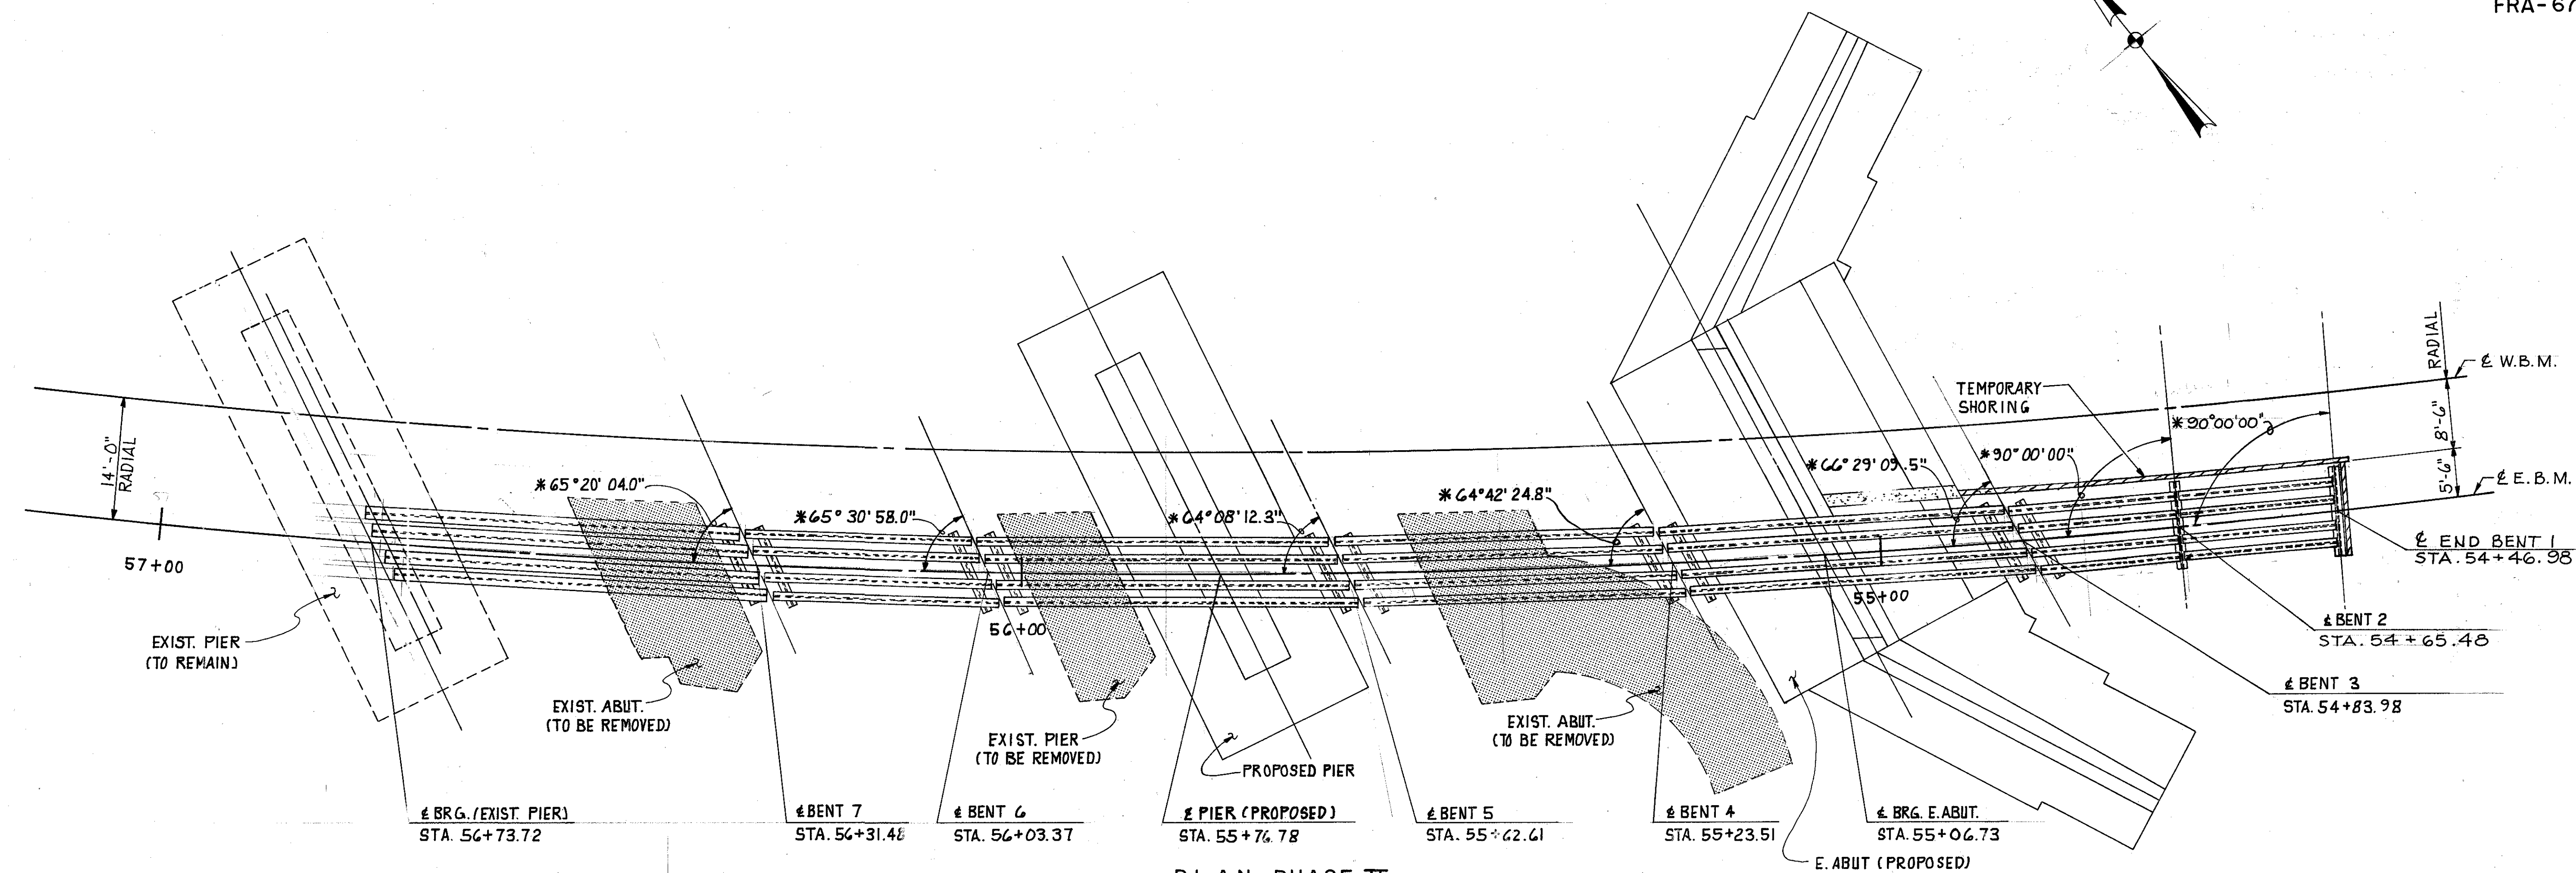 FRA-67
RADIAL
℄ W.B.M.
TEMPORARY
SHORING
*90°00'00"
8'-6"
14'-0"
RADIAL
*66°29'09.5"
*90°00'00"
5'-6"
℄ E.B.M.
*65°20'04.0"
*65°30'58.0"
*64°08'12.3"
*64°42'24.8"
57+00
56+00
55+00
℄ END BENT 1
STA. 54+46.98
℄ BENT 2
STA. 54+65.48
℄ BENT 3
STA. 54+83.98
EXIST. PIER
(TO REMAIN)
EXIST. ABUT.
(TO BE REMOVED)
EXIST. PIER
(TO BE REMOVED)
PROPOSED PIER
EXIST. ABUT.
(TO BE REMOVED)
℄ BRG. (EXIST. PIER)
STA. 56+73.72
℄ BENT 7
STA. 56+31.48
℄ BENT 6
STA. 56+03.37
℄ PIER (PROPOSED)
STA. 55+76.78
℄ BENT 5
STA. 55+62.61
℄ BENT 4
STA. 55+23.51
℄ BRG. E. ABUT.
STA. 55+06.73
E. ABUT (PROPOSED)
PLAN PHASE II